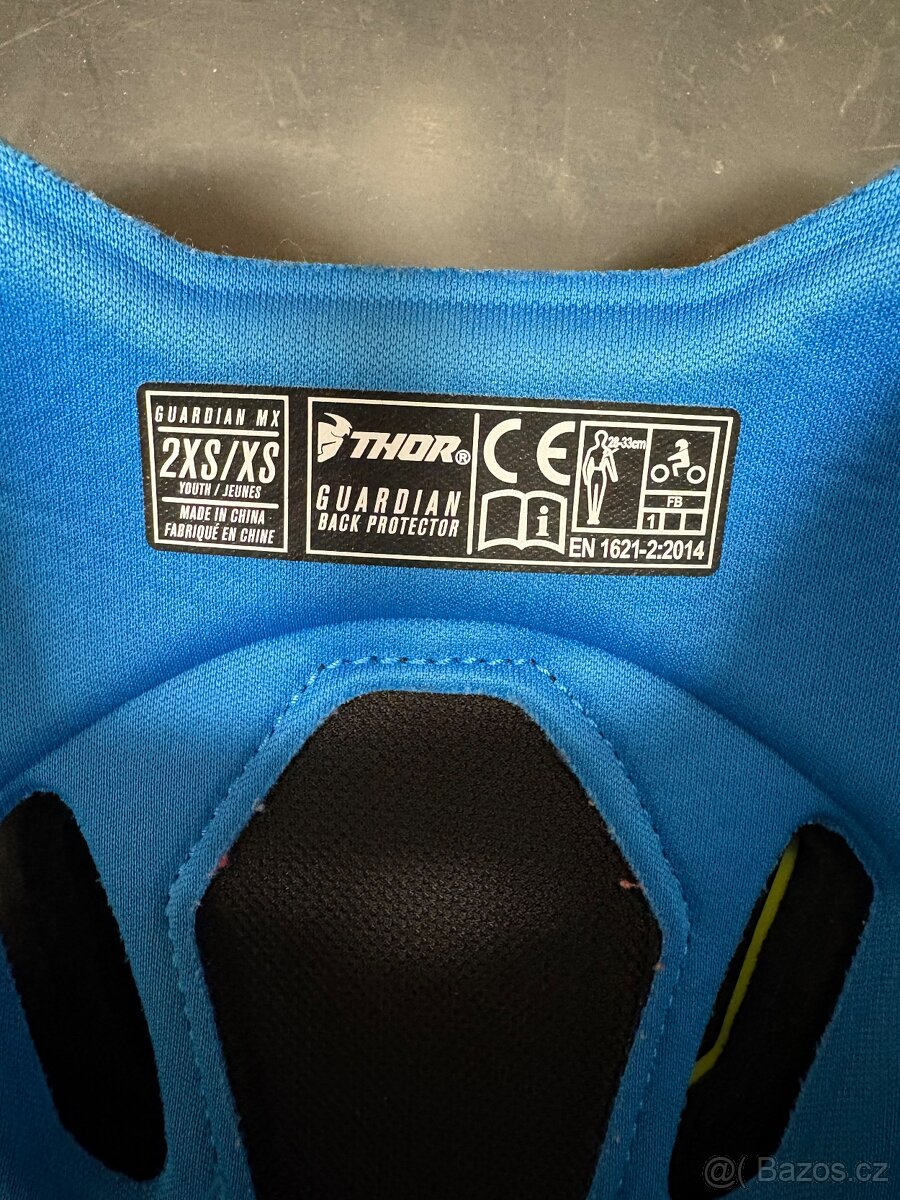 GUARDIAN MX
2XS/XS
YOUTH / JEUNES
MADE IN CHINA
FABRIQUÉ EN CHINE
THOR®
GUARDIAN
BACK PROTECTOR
CE
i
28-33cm
FB
1
EN 1621-2:2014
@( Bazos.cz